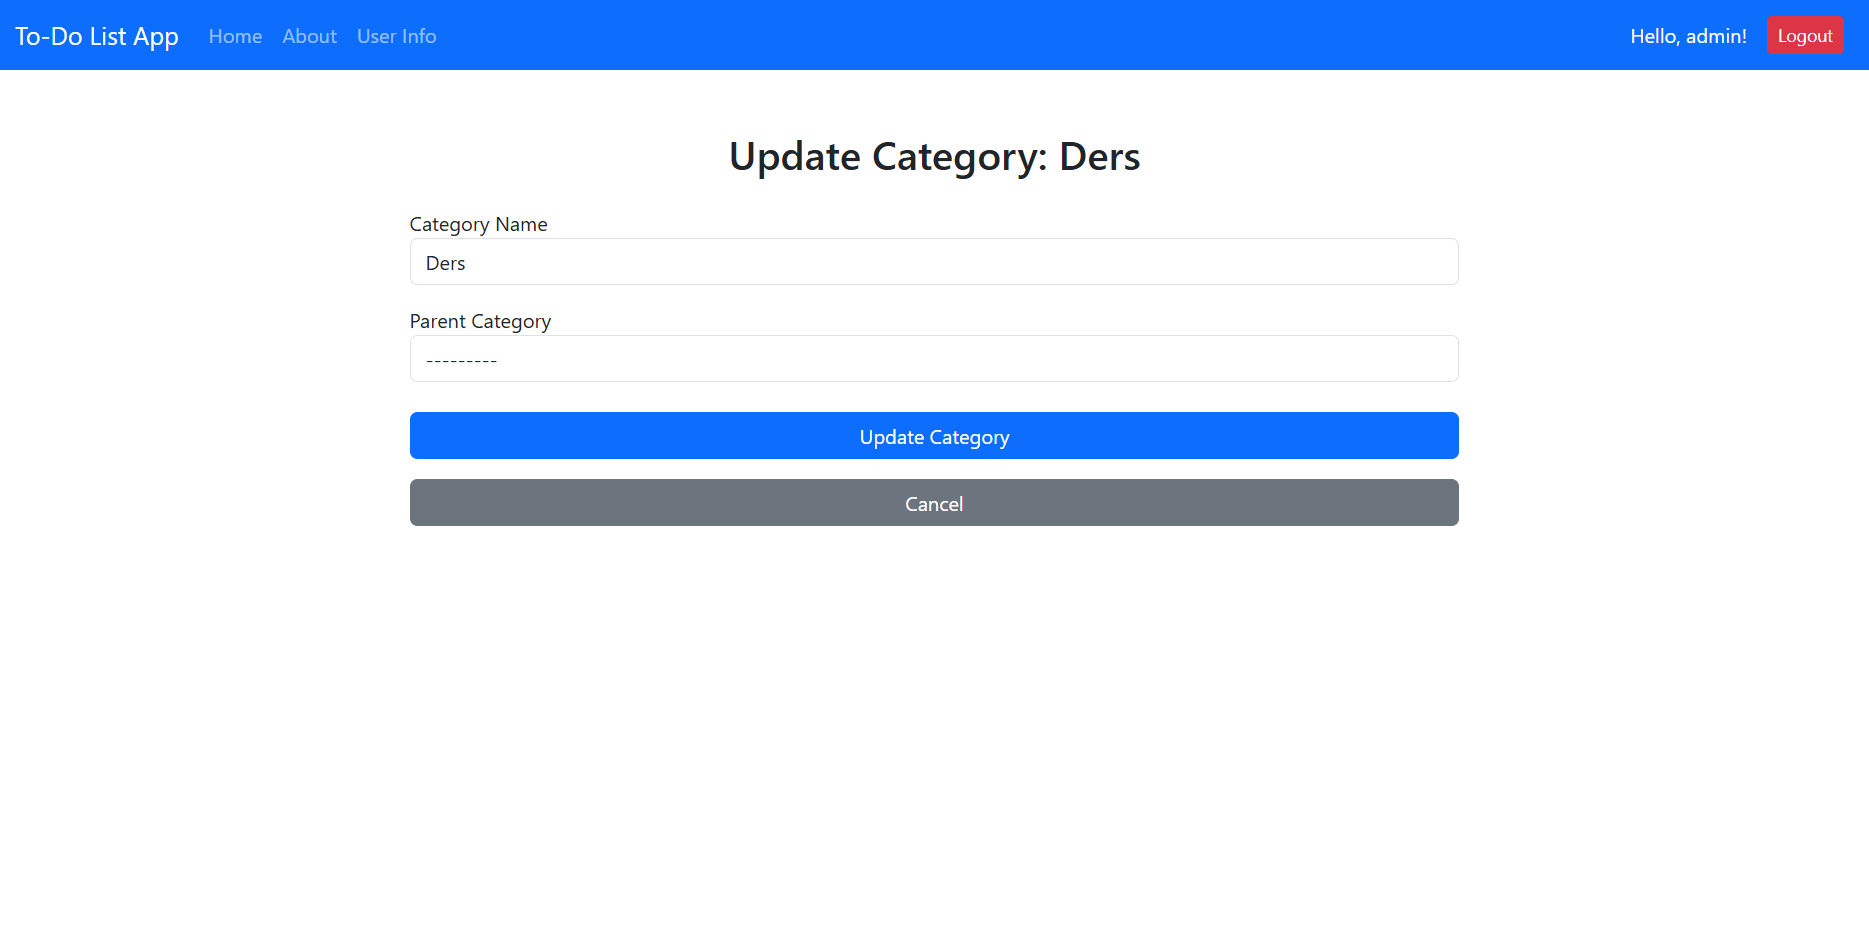 To-Do List App Home About User Info Hello, admin! Logout
Update Category: Ders
Category Name
Ders
Parent Category
---------
Update Category
Cancel